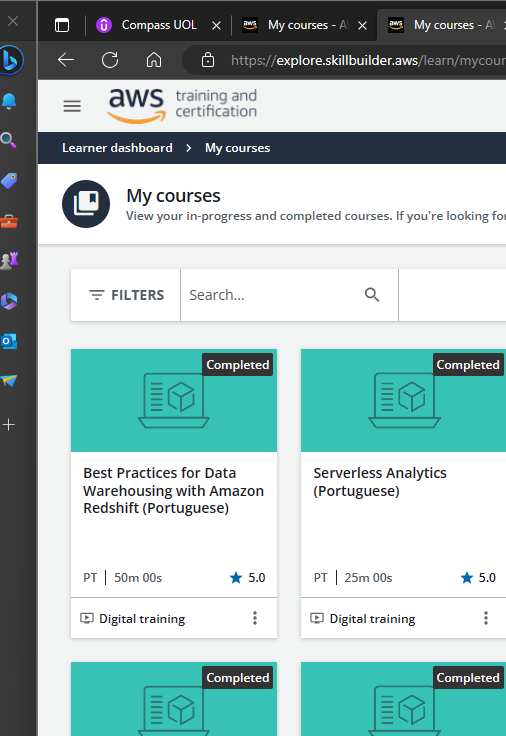 Compass UOL
My courses - A
My courses - A
https://explore.skillbuilder.aws/learn/mycour
aws training and
certification
Learner dashboard > My courses
My courses
View your in-progress and completed courses. If you're looking for
FILTERS
Search...
Completed
Completed
Best Practices for Data
Warehousing with Amazon
Redshift (Portuguese)
PT | 50m 00s
5.0
Digital training
Serverless Analytics
(Portuguese)
PT | 25m 00s
5.0
Digital training
Completed
Completed